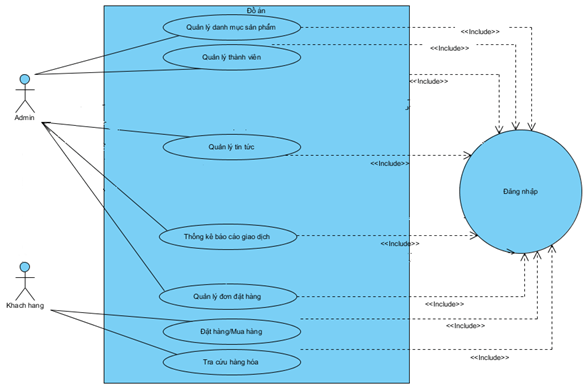 Đồ án
Quản lý danh mục sản phẩm
<<Include>>
Quản lý thành viên
<<Include>>
<<Include>>
Admin
Quản lý tin tức
<<Include>>
Đăng nhập
Thống kê báo cáo giao dịch
<<Include>>
Khach hang
Quản lý đơn đặt hàng
<<Include>>
Đặt hàng/Mua hàng
<<Include>>
Tra cứu hàng hóa
<<Include>>